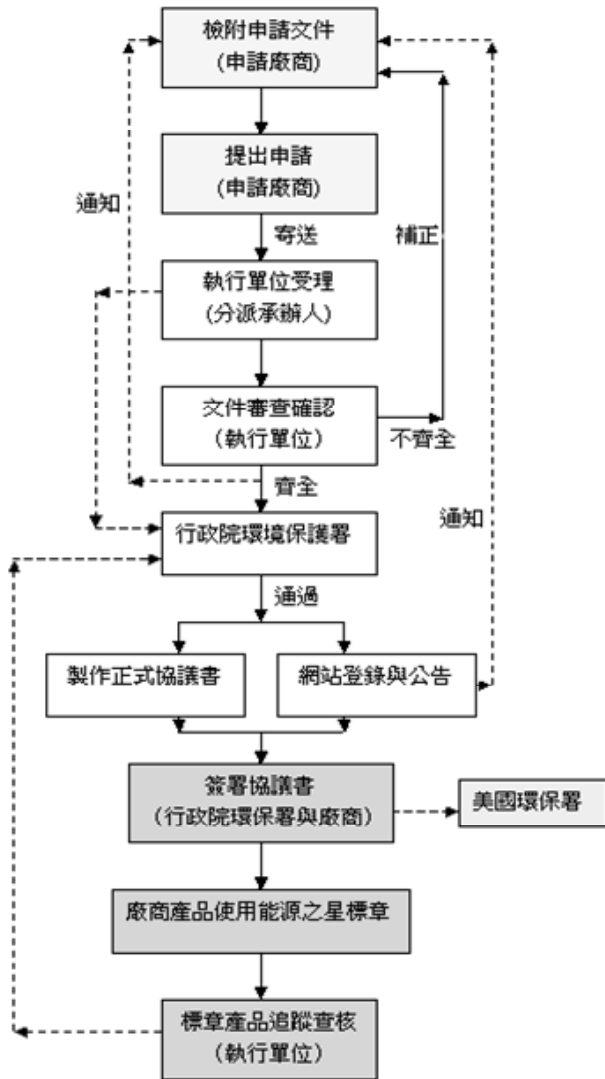 檢附申請文件
(申請廠商)
提出申請
(申請廠商)
通知
寄送
補正
執行單位受理
(分派承辦人)
文件審查確認
(執行單位)
不齊全
齊全
通知
行政院環境保護署
通過
製作正式協議書
網站登錄與公告
簽署協議書
(行政院環保署與廠商)
美國環保署
廠商產品使用能源之星標章
標章產品追蹤查核
(執行單位)